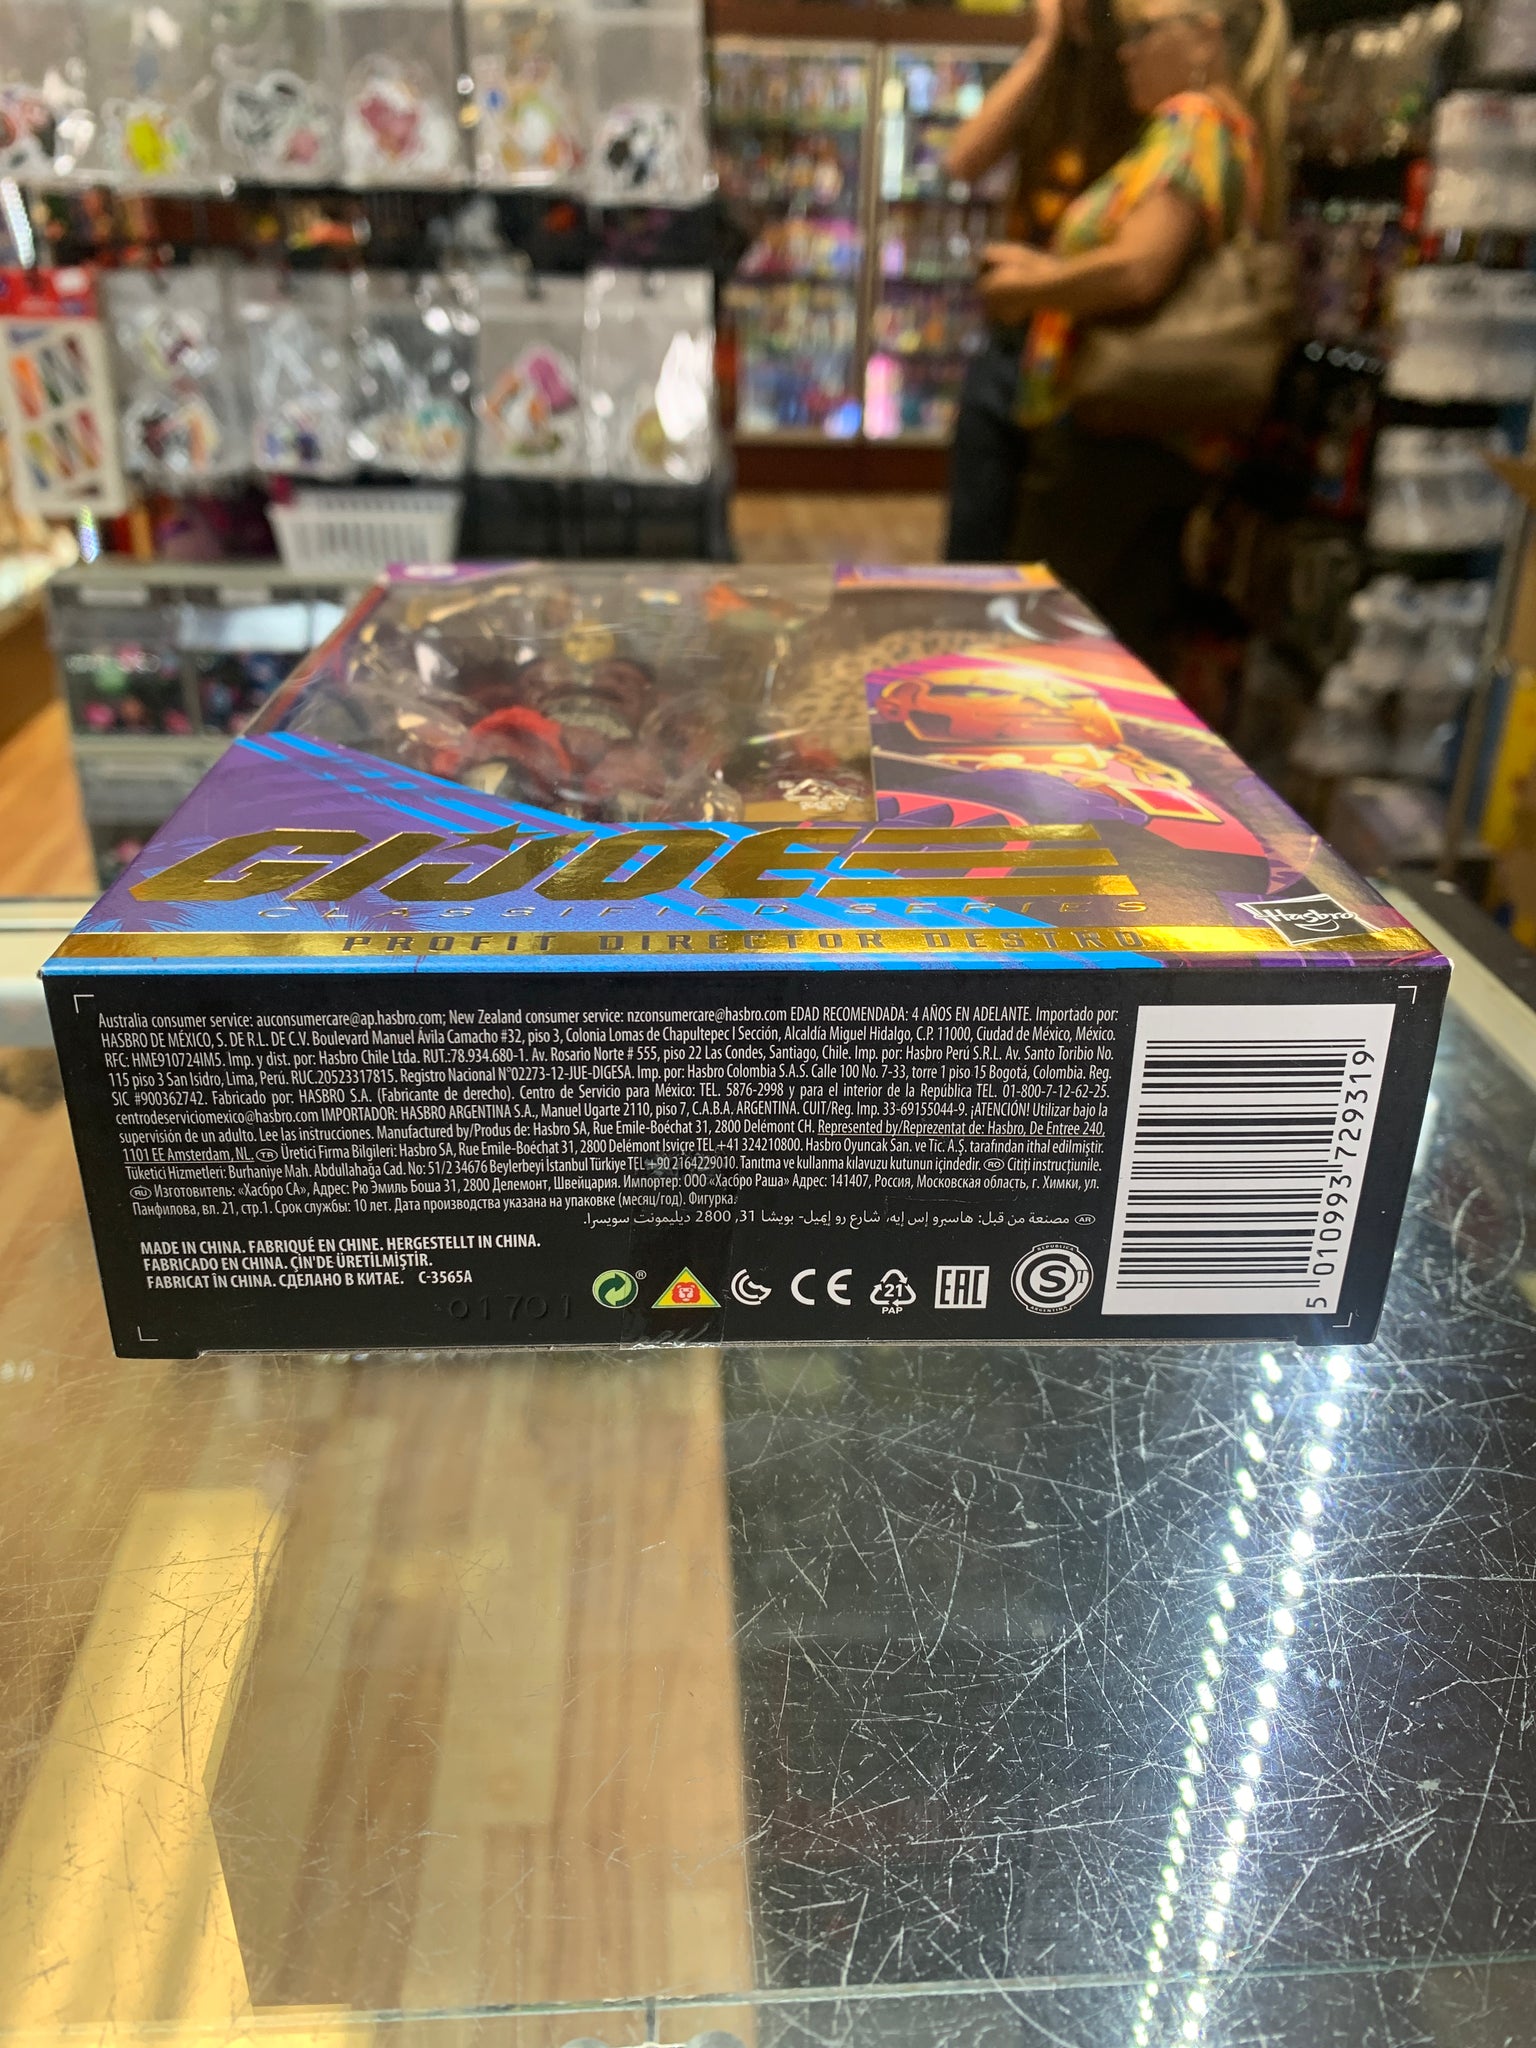 GI JOE
CLASSIFIED SERIES
Hasbro
PROFIT DIRECTOR DESTRO
Australia consumer service: auconsumercare@ap.hasbro.com; New Zealand consumer service: nzconsumercare@hasbro.com EDAD RECOMENDADA: 4 AÑOS EN ADELANTE. Importado por:
HASBRO DE MÉXICO, S. DE R.L. DE C.V. Boulevard Manuel Ávila Camacho #32, piso 3, Colonia Lomas de Chapultepec I Sección, Alcaldía Miguel Hidalgo, C.P. 11000, Ciudad de México, México.
RFC: HME910724IM5. Imp. y dist. por: Hasbro Chile Ltda. RUT.:78.934.680-1. Av. Rosario Norte # 555, piso 22 Las Condes, Santiago, Chile. Imp. por: Hasbro Perú S.R.L. Av. Santo Toribio No.
115 piso 3 San Isidro, Lima, Perú. RUC.20523317815. Registro Nacional N°02273-12-JUE-DIGESA. Imp. por: Hasbro Colombia S.A.S. Calle 100 No. 7-33, torre 1 piso 15 Bogotá, Colombia. Reg.
SIC #900362742. Fabricado por: HASBRO S.A. (Fabricante de derecho). Centro de Servicio para México: TEL. 5876-2998 y para el interior de la República TEL. 01-800-7-12-62-25.
centrodeserviciomexico@hasbro.com IMPORTADOR: HASBRO ARGENTINA S.A., Manuel Ugarte 2110, piso 7, C.A.B.A. ARGENTINA. CUIT/Reg. Imp. 33-69155044-9. ¡ATENCIÓN! Utilizar bajo la
supervisión de un adulto. Lee las instrucciones. Manufactured by/Produs de: Hasbro SA, Rue Emile-Boéchat 31, 2800 Delémont CH. Represented by/Reprezentat de: Hasbro, De Entree 240,
1101 EE Amsterdam, NL. TR Üretici Firma Bilgileri: Hasbro SA, Rue Emile-Boéchat 31, 2800 Delémont Isviçre TEL +41 324210800. Hasbro Oyuncak San. ve Tic. A.Ş. tarafından ithal edilmiştir.
Tüketici Hizmetleri: Burhaniye Mah. Abdullahağa Cad. No: 51/2 34676 Beylerbeyi İstanbul Türkiye TEL +90 2164229010. Tanıtma ve kullanma kılavuzu kutunun içindedir. RO Citiți instrucțiunile.
RU Изготовитель: «Хасбро СА», Адрес: Рю Эмиль Боша 31, 2800 Делемонт, Швейцария. Импортер: ООО «Хасбро Раша» Адрес: 141407, Россия, Московская область, г. Химки, ул.
Панфилова, вл. 21, стр.1. Срок службы: 10 лет. Дата производства указана на упаковке (месяц/год). Фигурка.
AR مصنعة من قبل: هاسبرو إس إيه، شارع رو إيميل- بويشا 31, 2800 ديليمونت سويسرا.
MADE IN CHINA. FABRIQUÉ EN CHINE. HERGESTELLT IN CHINA.
FABRICADO EN CHINA. ÇİN'DE ÜRETİLMİŞTİR.
FABRICAT ÎN CHINA. СДЕЛАНО В КИТАЕ. C-3565A
01701
CE
21
PAP
EAC
REPUBLICA
S
ARGENTINA
5 010993 729319